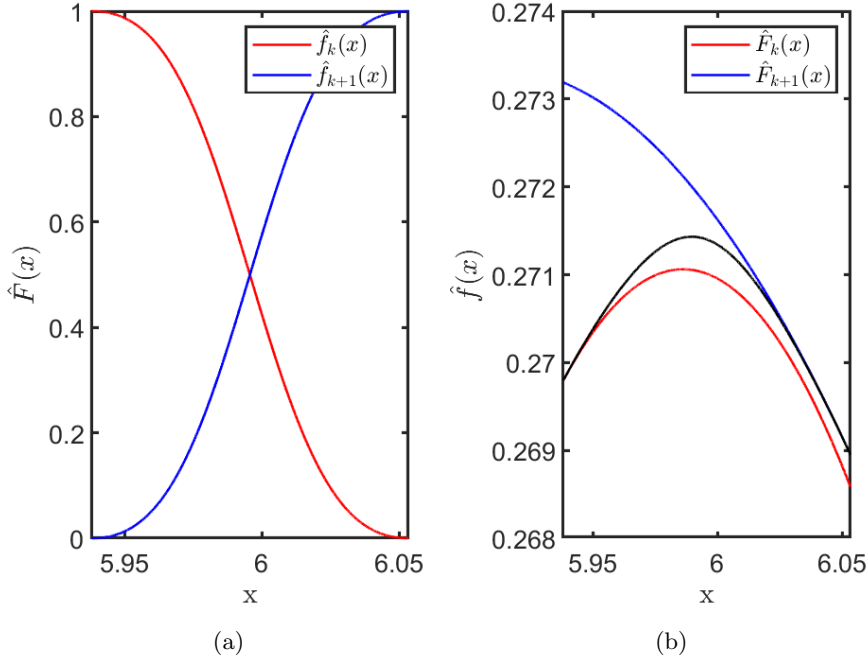 1
0.8
0.6
0.4
0.2
0
5.95
6
6.05
x
F̂(x)
f̂_k(x)
f̂_{k+1}(x)
(a)
0.274
0.273
0.272
0.271
0.27
0.269
0.268
5.95
6
6.05
x
f̂(x)
F̂_k(x)
F̂_{k+1}(x)
(b)